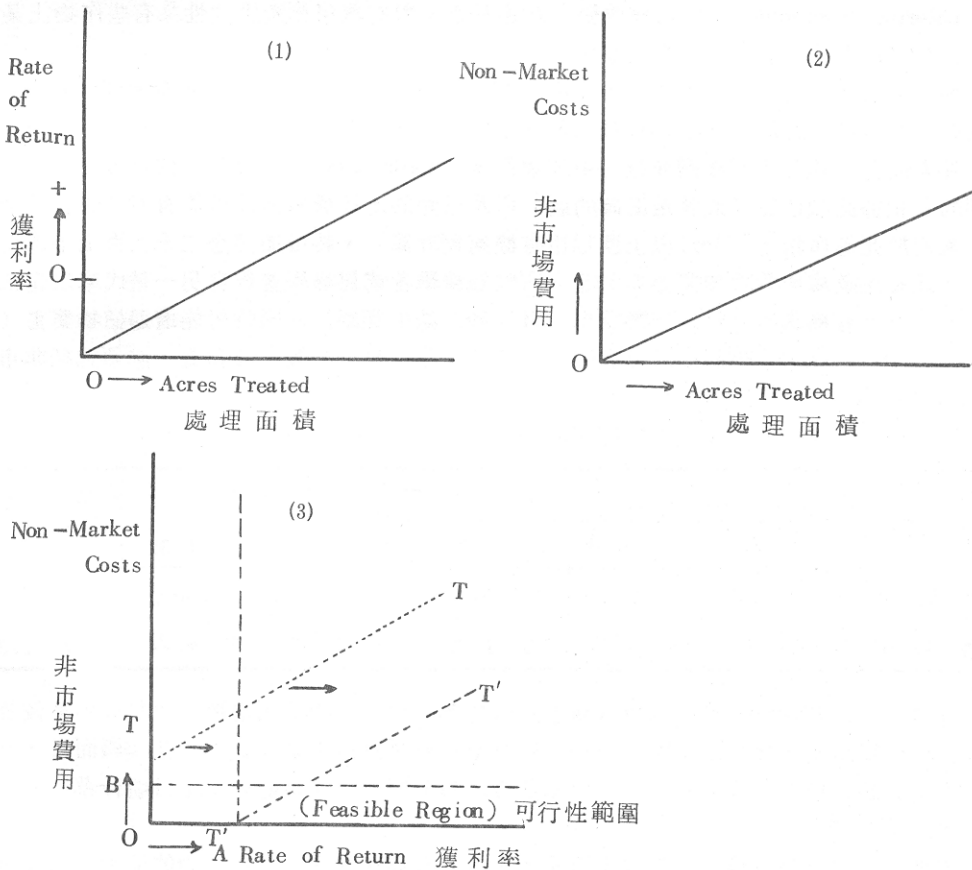 (1)
Rate
of
Return
+
獲利率
O
O → Acres Treated
處理面積
(2)
Non-Market
Costs
非市場費用
O
→ Acres Treated
處理面積
(3)
Non-Market
Costs
非市場費用
T
T
T'
B
(Feasible Region) 可行性範圍
O
T'
→ A Rate of Return 獲利率